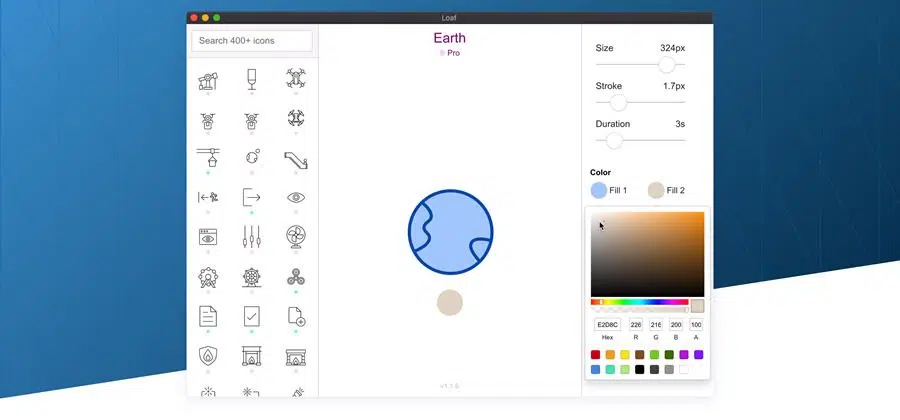 Loaf
Search 400+ icons
Earth
Pro
v1.1.6
Size 324px
Stroke 1.7px
Duration 3s
Color
Fill 1 Fill 2
E2D8C 226 216 200 100
Hex R G B A